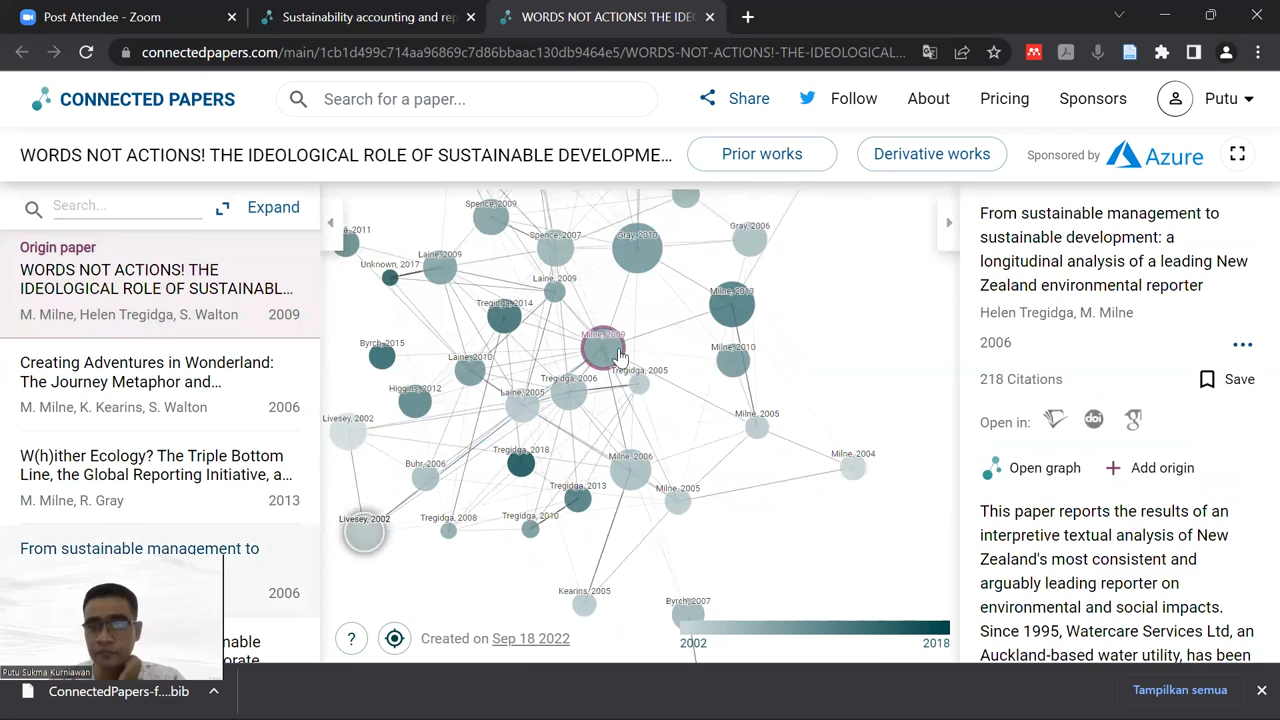 Post Attendee - Zoom
Sustainability accounting and rep
WORDS NOT ACTIONS! THE IDEO
connectedpapers.com/main/1cb1d499c714aa96869c7d86bbaac130db9464e5/WORDS-NOT-ACTIONS!-THE-IDEOLOGICAL...
CONNECTED PAPERS
Search for a paper...
Share
Follow
About
Pricing
Sponsors
Putu
WORDS NOT ACTIONS! THE IDEOLOGICAL ROLE OF SUSTAINABLE DEVELOPME...
Prior works
Derivative works
Sponsored by
Azure
Search...
Expand
Origin paper
WORDS NOT ACTIONS! THE
IDEOLOGICAL ROLE OF SUSTAINABL...
M. Milne, Helen Tregidga, S. Walton 2009
Creating Adventures in Wonderland:
The Journey Metaphor and...
M. Milne, K. Kearins, S. Walton 2006
W(h)ither Ecology? The Triple Bottom
Line, the Global Reporting Initiative, a...
M. Milne, R. Gray 2013
From sustainable management to
2006
Putu Sukma Kurniawan
Spence, 2009
Spence, 2007
Gray, 2010
Gray, 2006
2011
Laine, 2009
Unknown, 2017
Laine, 2009
Tregidga, 2014
Milne, 2013
Milne, 2009
Byrch, 2015
Laine, 2010
Tregidga, 2005
Milne, 2010
Tregidga, 2006
Higgins, 2012
Laine, 2005
Livesey, 2002
Milne, 2005
Tregidga, 2018
Milne, 2006
Milne, 2004
Buhr, 2006
Tregidga, 2013
Milne, 2005
Livesey, 2002
Tregidga, 2008
Tregidga, 2010
Kearins, 2005
Byrch, 2007
?
Created on Sep 18 2022
2002
2018
From sustainable management to
sustainable development: a
longitudinal analysis of a leading New
Zealand environmental reporter
Helen Tregidga, M. Milne
2006
218 Citations
Save
Open in:
doi
Open graph
Add origin
This paper reports the results of an
interpretive textual analysis of New
Zealand's most consistent and
arguably leading reporter on
environmental and social impacts.
Since 1995, Watercare Services Ltd, an
Auckland-based water utility, has been
ConnectedPapers-f....bib
Tampilkan semua